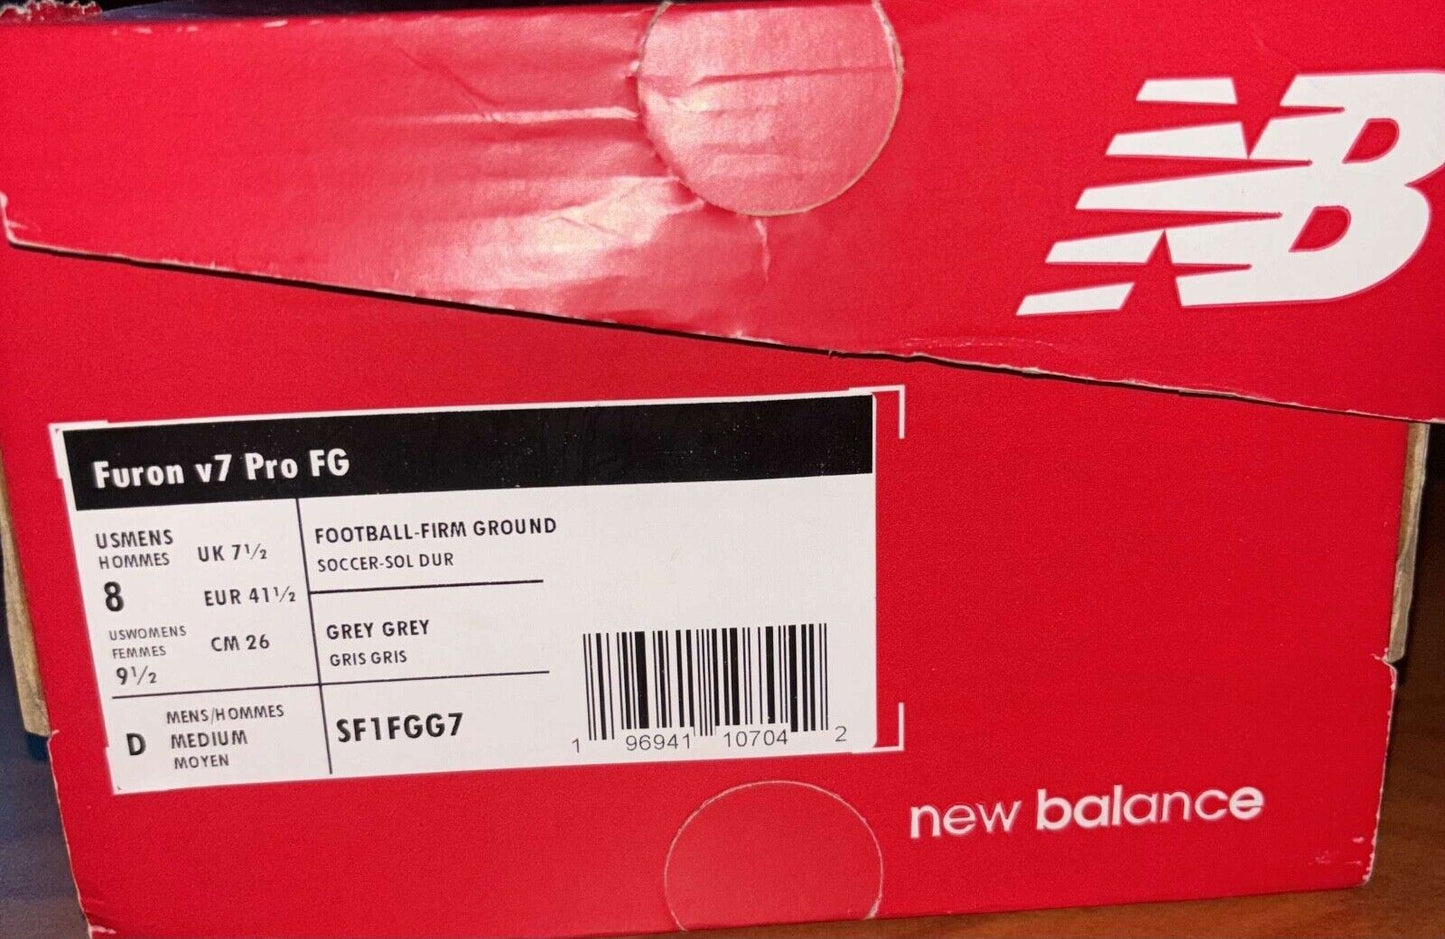 NB
Furon v7 Pro FG
USMENS
HOMMES
8
USWOMENS
FEMMES
9½
UK 7½
EUR 41½
CM 26
FOOTBALL-FIRM GROUND
SOCCER-SOL DUR
GREY GREY
GRIS GRIS
D
MENS/HOMMES
MEDIUM
MOYEN
SF1FGG7
1 96941 10704 2
new balance